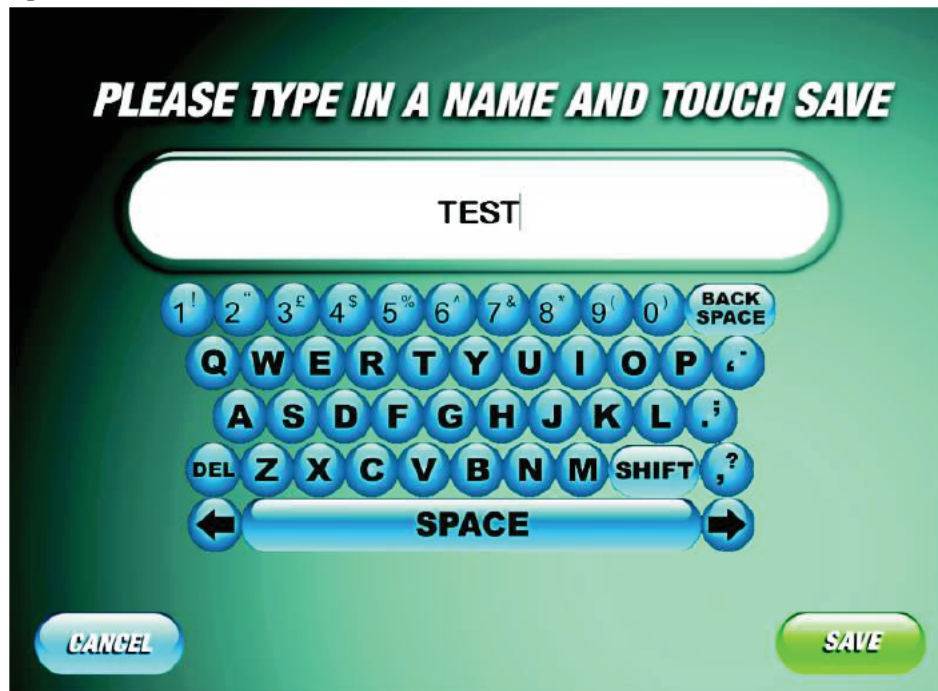 PLEASE TYPE IN A NAME AND TOUCH SAVE
TEST
1! 2" 3£ 4$ 5% 6^ 7& 8* 9( 0) BACK SPACE
Q W E R T Y U I O P
A S D F G H J K L .;
DEL Z X C V B N M SHIFT ,?
SPACE
CANCEL SAVE